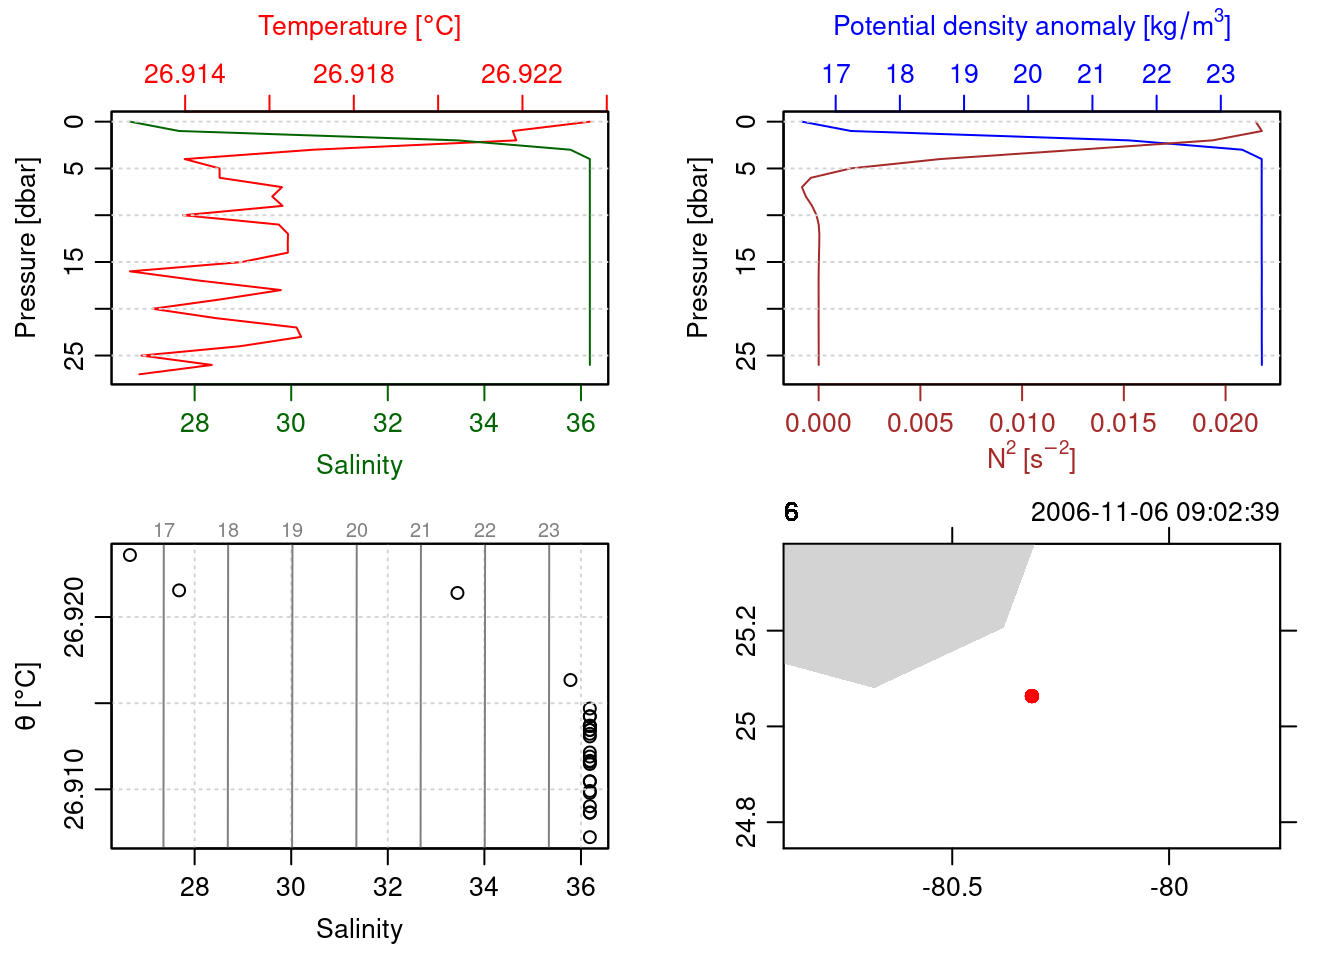 Temperature [°C]
26.914 26.918 26.922
Pressure [dbar]
0
5
15
25
28 30 32 34 36
Salinity
Potential density anomaly [kg/m³]
17 18 19 20 21 22 23
Pressure [dbar]
0
5
15
25
0.000 0.005 0.010 0.015 0.020
N² [s⁻²]
17 18 19 20 21 22 23
θ [°C]
26.920
26.910
28 30 32 34 36
Salinity
6 2006-11-06 09:02:39
25.2
25
24.8
-80.5 -80